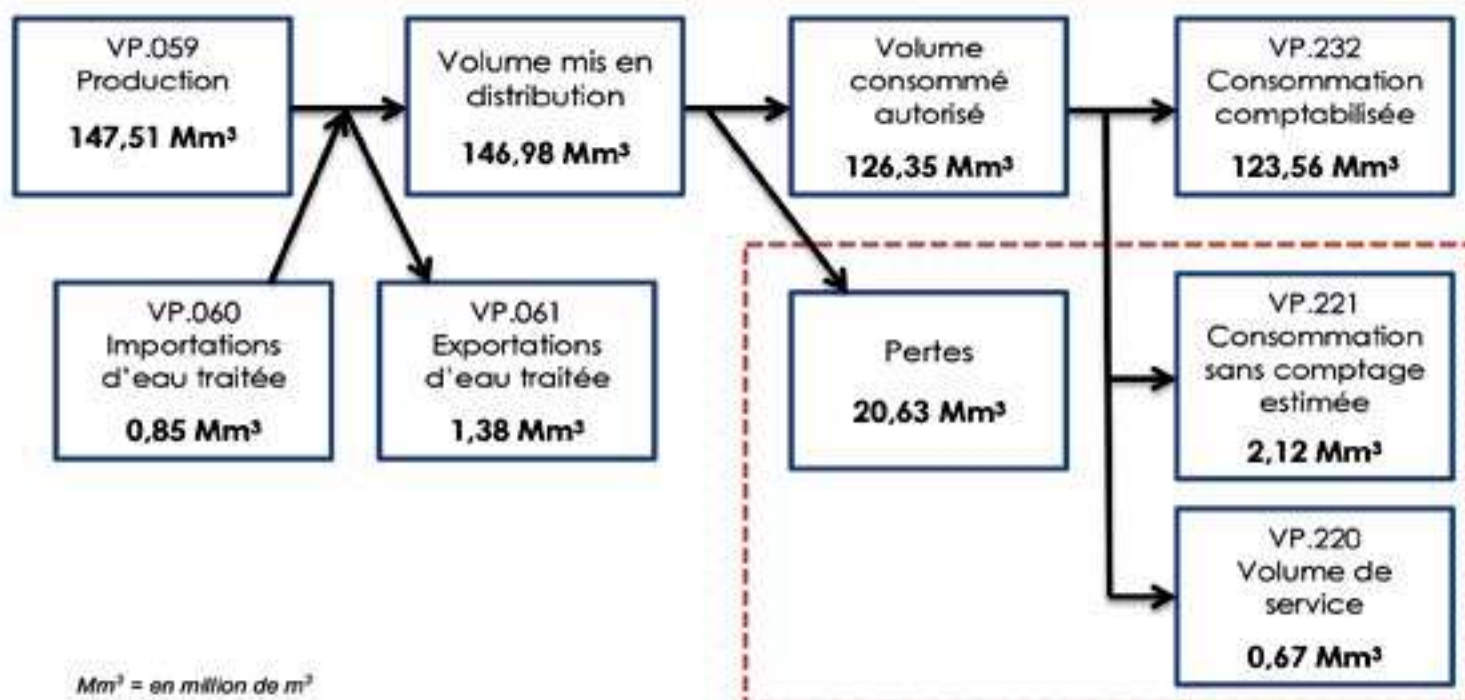 VP.059
Production
147,51 Mm³
Volume mis en
distribution
146,98 Mm³
Volume
consommé
autorisé
126,35 Mm³
VP.232
Consommation
comptabilisée
123,56 Mm³
VP.060
Importations
d'eau traitée
0,85 Mm³
VP.061
Exportations
d'eau traitée
1,38 Mm³
Pertes
20,63 Mm³
VP.221
Consommation
sans comptage
estimée
2,12 Mm³
VP.220
Volume de
service
0,67 Mm³
Mm³ = en million de m³